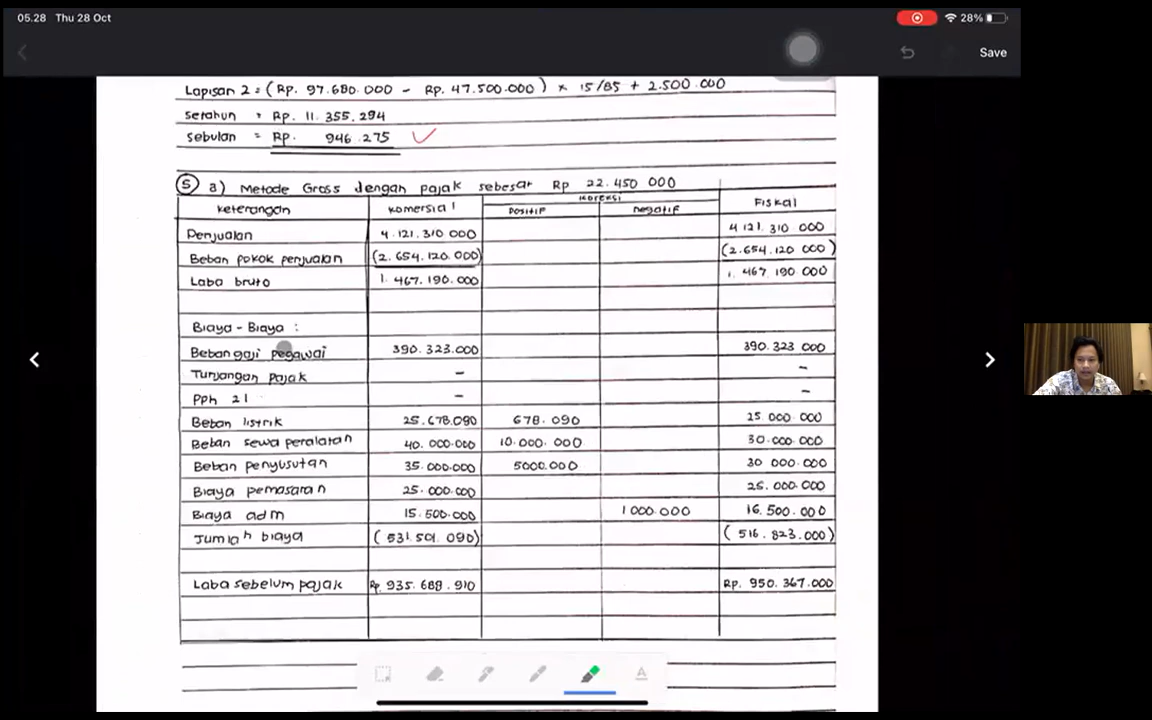 05.28 Thu 28 Oct
28%
Save
Lapisan 2 = (Rp. 97.680.000 - Rp. 47.500.000) x 15/85 + 2.500.000
Setahun = Rp. 11.355.294
Sebulan = Rp. 946.275
5 a) Metode Gross dengan pajak sebesar Rp 22.450 000
Keterangan Komersial Koreksi Fiskal
Positif Negatif
Penjualan 4.121.310 000 4 121. 310 000
Beban pokok penjualan (2.654.120.000) (2.654.120 000)
Laba bruto 1.467.190.000 1.467 190 000
Biaya - Biaya :
Beban gaji pegawai 390.323.000 390.323 000
Tunjangan pajak - -
PPh 21 - -
Beban listrik 25.678.090 678.090 25 000 000
Beban sewa peralatan 40.000.000 10.000.000 30.000.000
Beban penyusutan 35.000.000 5000.000 30 000.000
Biaya pemasaran 25.000.000 25.000.000
Biaya adm 15.500.000 1 000.000 16.500.000
Jumlah biaya (531.501.090) (516.823.000)
Laba sebelum pajak Rp. 935.688.910 Rp. 950.367.000
A